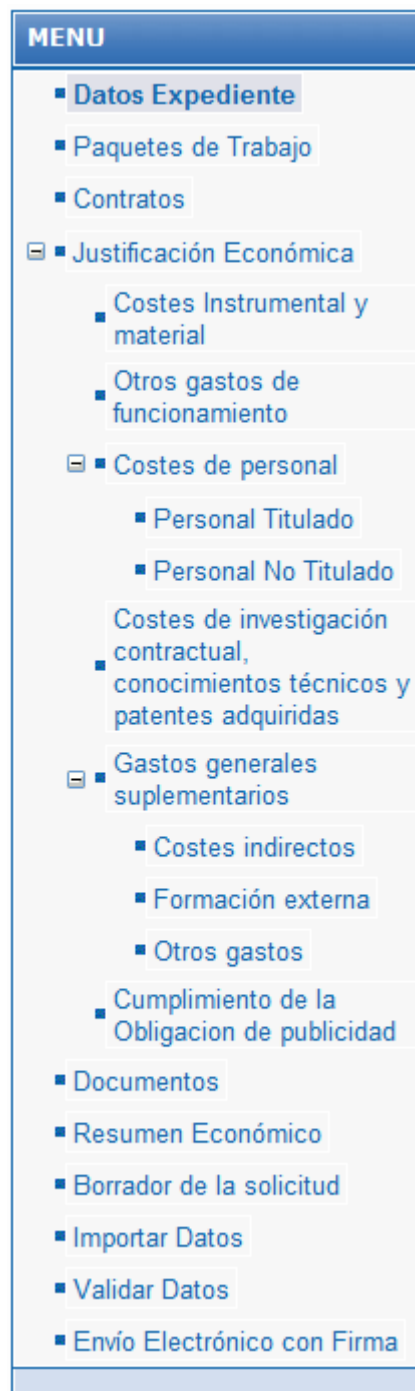 MENU
Datos Expediente
Paquetes de Trabajo
Contratos
Justificación Económica
Costes Instrumental y
material
Otros gastos de
funcionamiento
Costes de personal
Personal Titulado
Personal No Titulado
Costes de investigación
contractual,
conocimientos técnicos y
patentes adquiridas
Gastos generales
suplementarios
Costes indirectos
Formación externa
Otros gastos
Cumplimiento de la
Obligacion de publicidad
Documentos
Resumen Económico
Borrador de la solicitud
Importar Datos
Validar Datos
Envío Electrónico con Firma